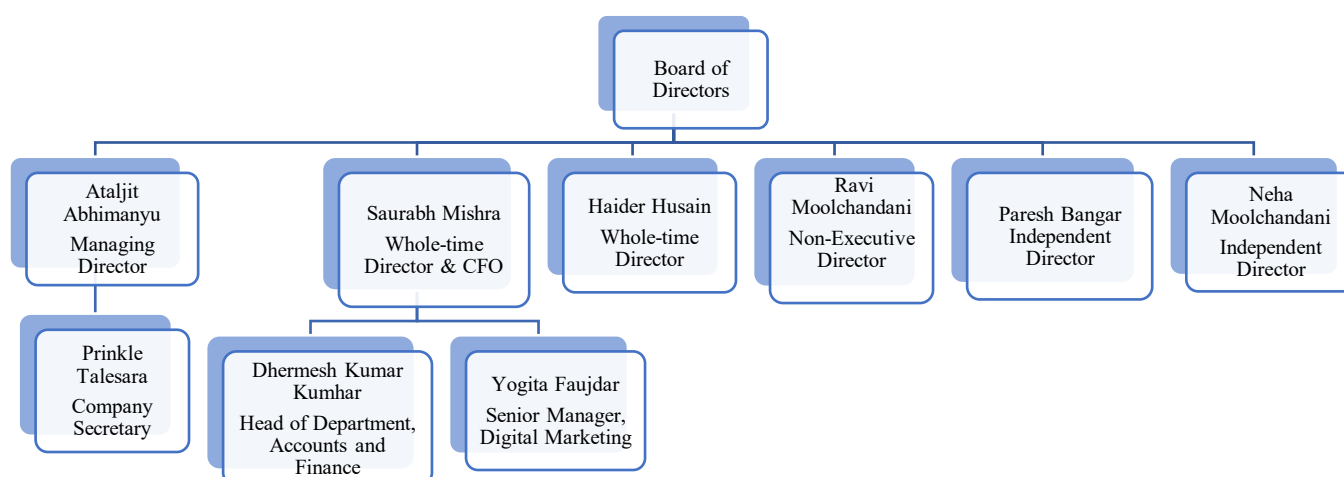 Board of
Directors
Ataljit
Abhimanyu
Managing
Director
Saurabh Mishra
Whole-time
Director & CFO
Haider Husain
Whole-time
Director
Ravi
Moolchandani
Non-Executive
Director
Paresh Bangar
Independent
Director
Neha
Moolchandani
Independent
Director
Prinkle
Talesara
Company
Secretary
Dhermesh Kumar
Kumhar
Head of Department,
Accounts and
Finance
Yogita Faujdar
Senior Manager,
Digital Marketing